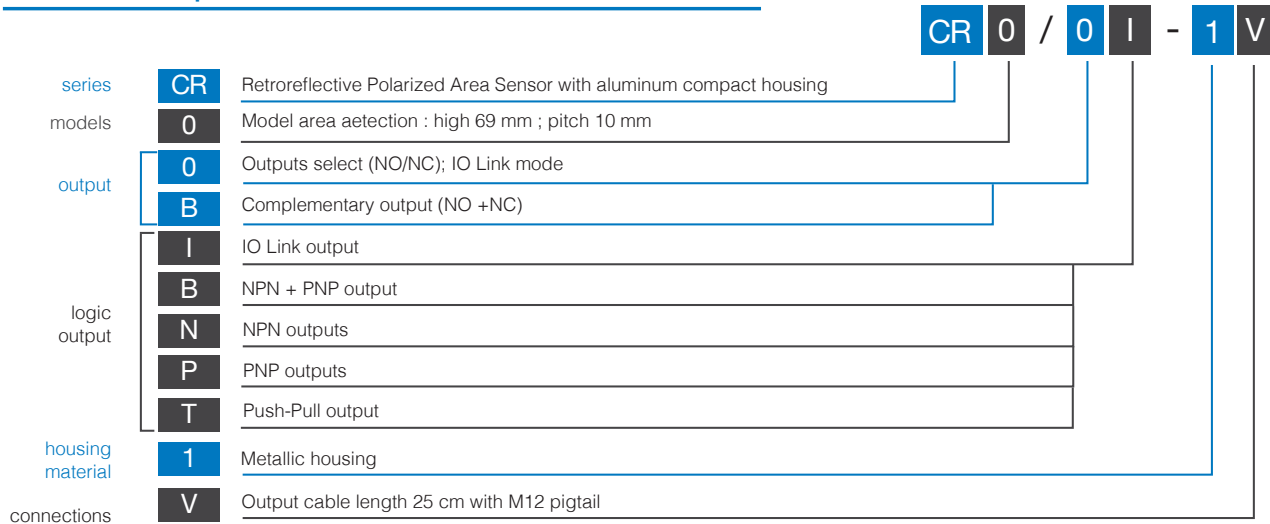 CR 0 / 0 I - 1 V
series CR Retroreflective Polarized Area Sensor with aluminum compact housing
models 0 Model area aetection : high 69 mm ; pitch 10 mm
output
0 Outputs select (NO/NC); IO Link mode
B Complementary output (NO +NC)
logic
output
I IO Link output
B NPN + PNP output
N NPN outputs
P PNP outputs
T Push-Pull output
housing
material
1 Metallic housing
connections V Output cable length 25 cm with M12 pigtail